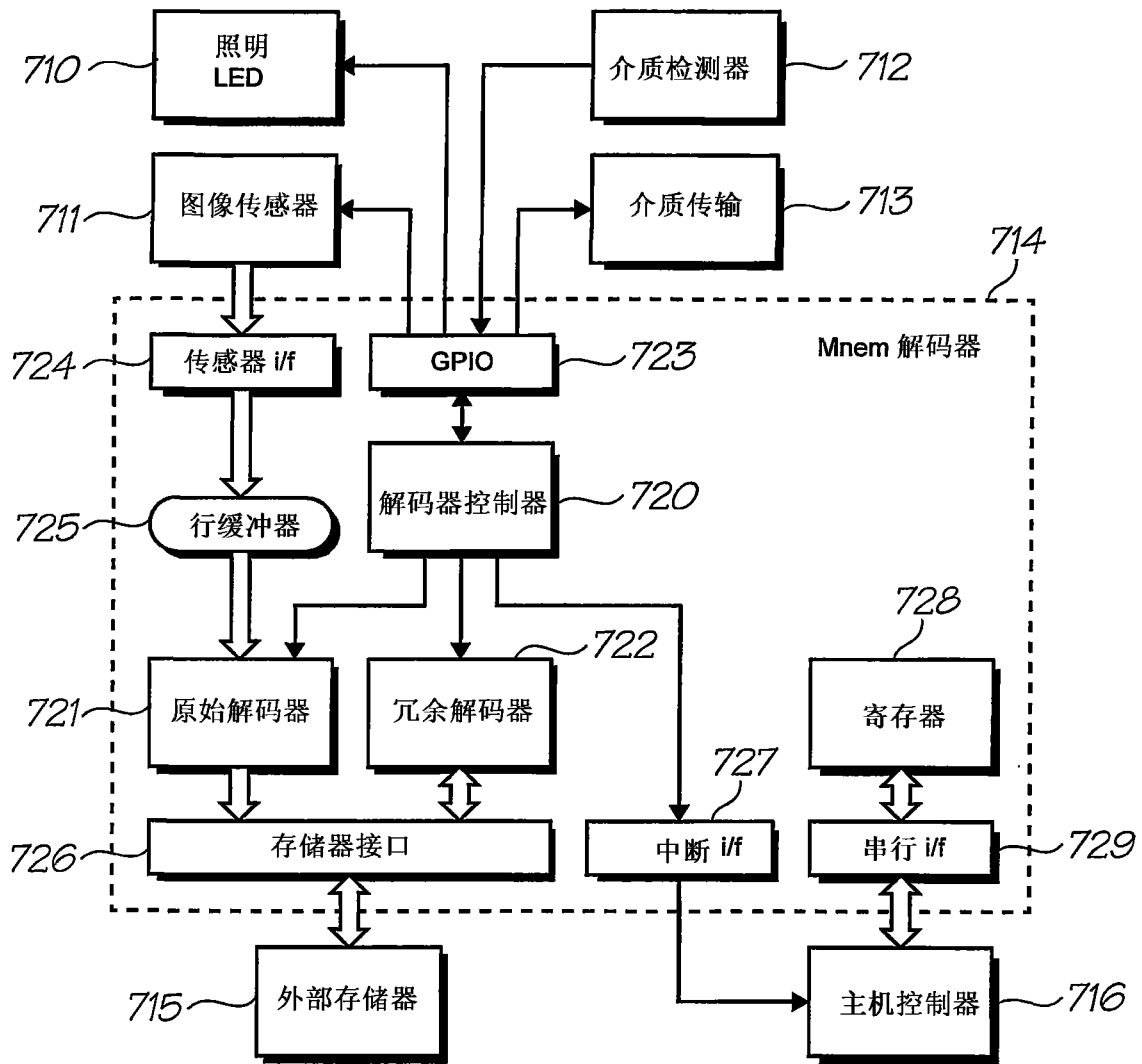 710
照明
LED
介质检测器
712
711
图像传感器
介质传输
713
714
724
传感器 i/f
GPIO
723
Mnem 解码器
725
行缓冲器
解码器控制器
720
721
原始解码器
冗余解码器
722
728
寄存器
726
存储器接口
727
中断 i/f
串行 i/f
729
715
外部存储器
主机控制器
716